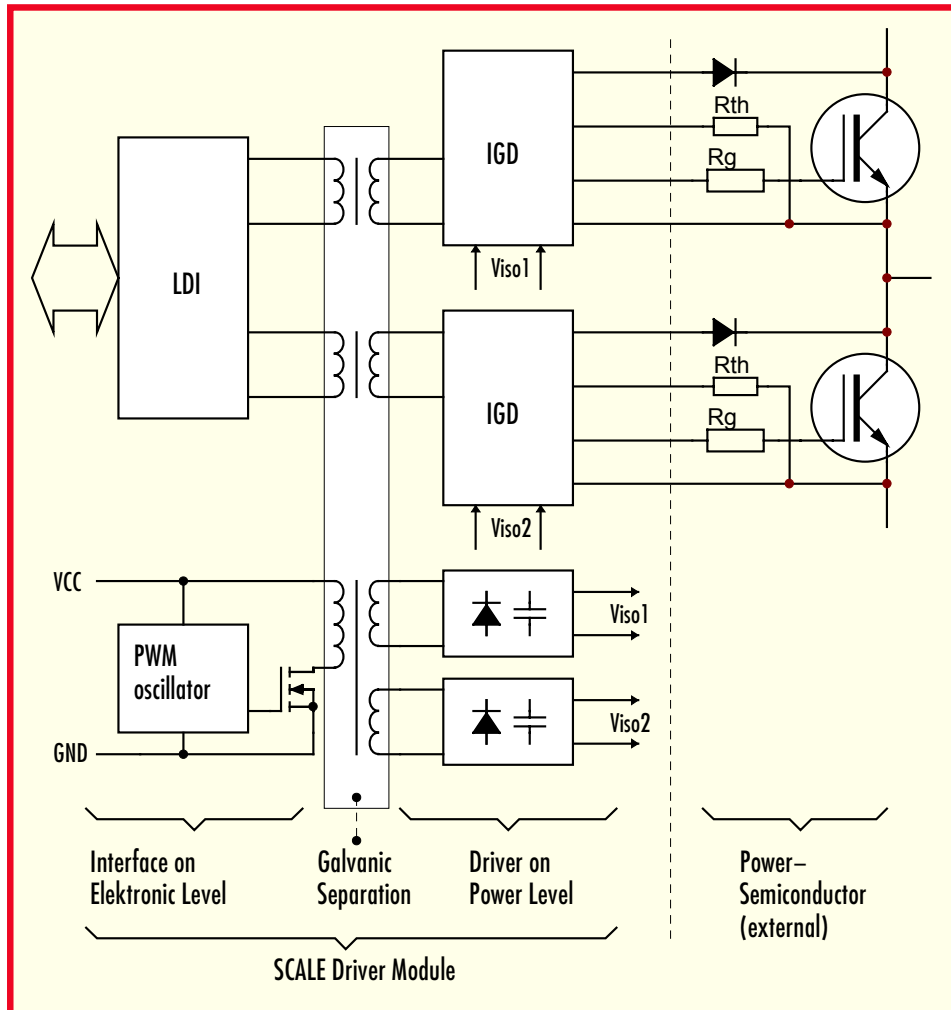 IGD
Rth
Rg
Viso1
LDI
IGD
Rth
Rg
Viso2
VCC
PWM
oscillator
GND
Viso1
Viso2
Interface on
Elektronic Level
Galvanic
Separation
Driver on
Power Level
Power–
Semiconductor
(external)
SCALE Driver Module